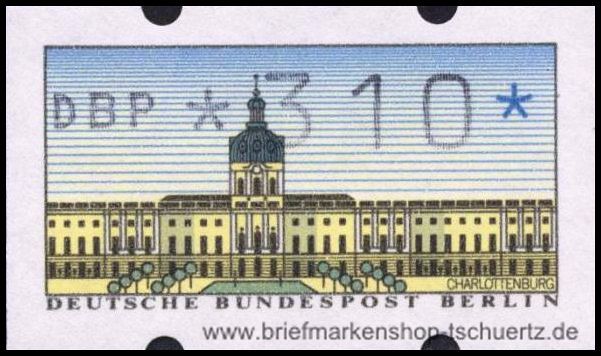 DBP * 310 *
CHARLOTTENBURG
DEUTSCHE BUNDESPOST BERLIN
www.briefmarkenshop-tschuertz.de